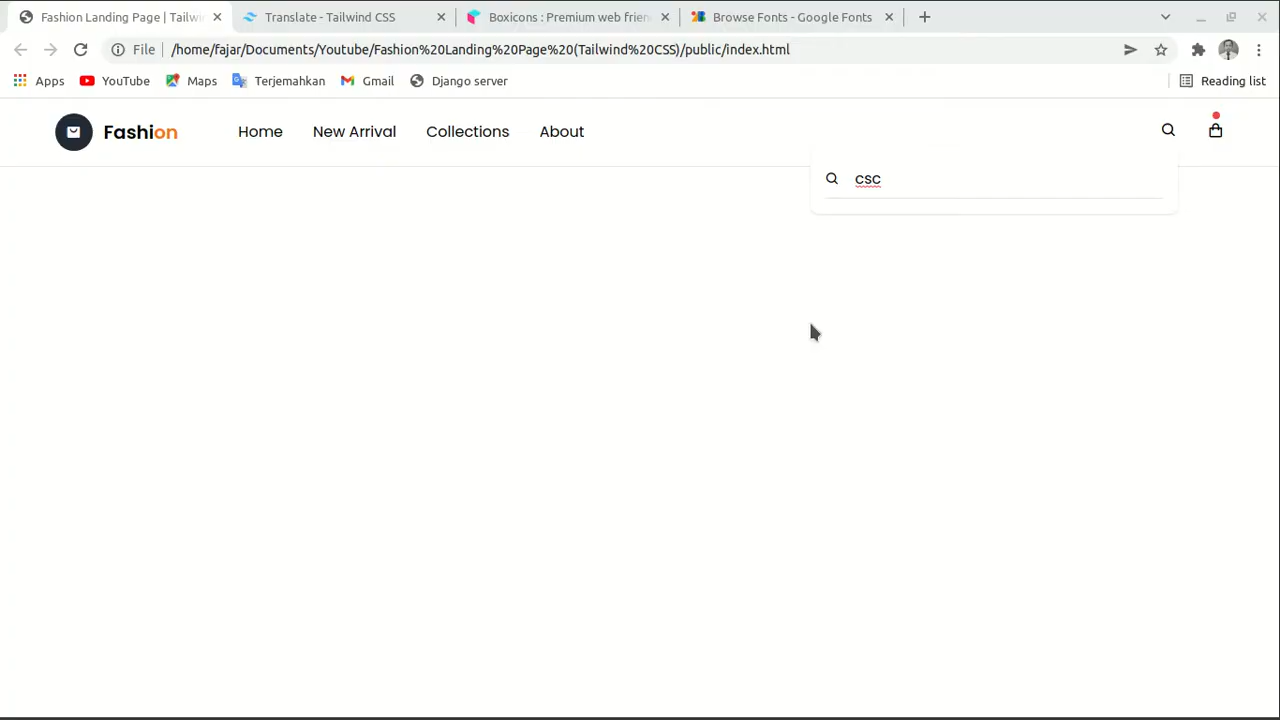 Fashion Landing Page | Tailwi
Translate - Tailwind CSS
Boxicons : Premium web frien
Browse Fonts - Google Fonts
File
/home/fajar/Documents/Youtube/Fashion%20Landing%20Page%20(Tailwind%20CSS)/public/index.html
Apps
YouTube
Maps
Terjemahkan
Gmail
Django server
Reading list
Fashion
Home
New Arrival
Collections
About
csc